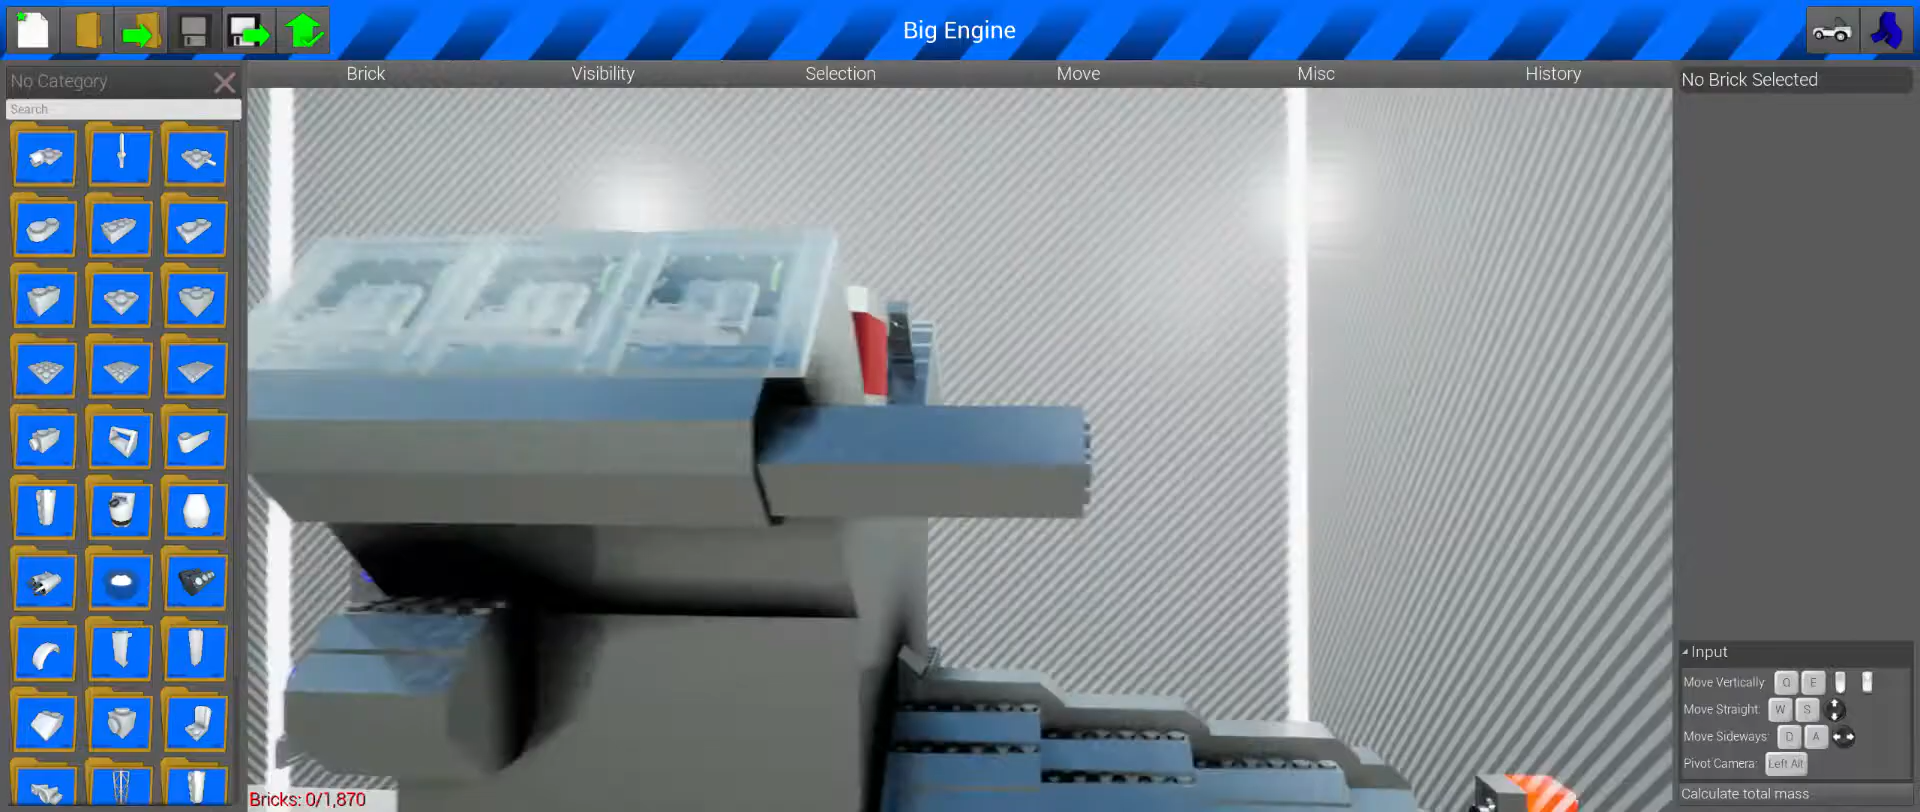 Big Engine
No Category
Search
Brick
Visibility
Selection
Move
Misc
History
No Brick Selected
Bricks: 0/1,870
Input
Move Vertically: Q E
Move Straight: W S
Move Sideways: D A
Pivot Camera: Left Alt
Calculate total mass